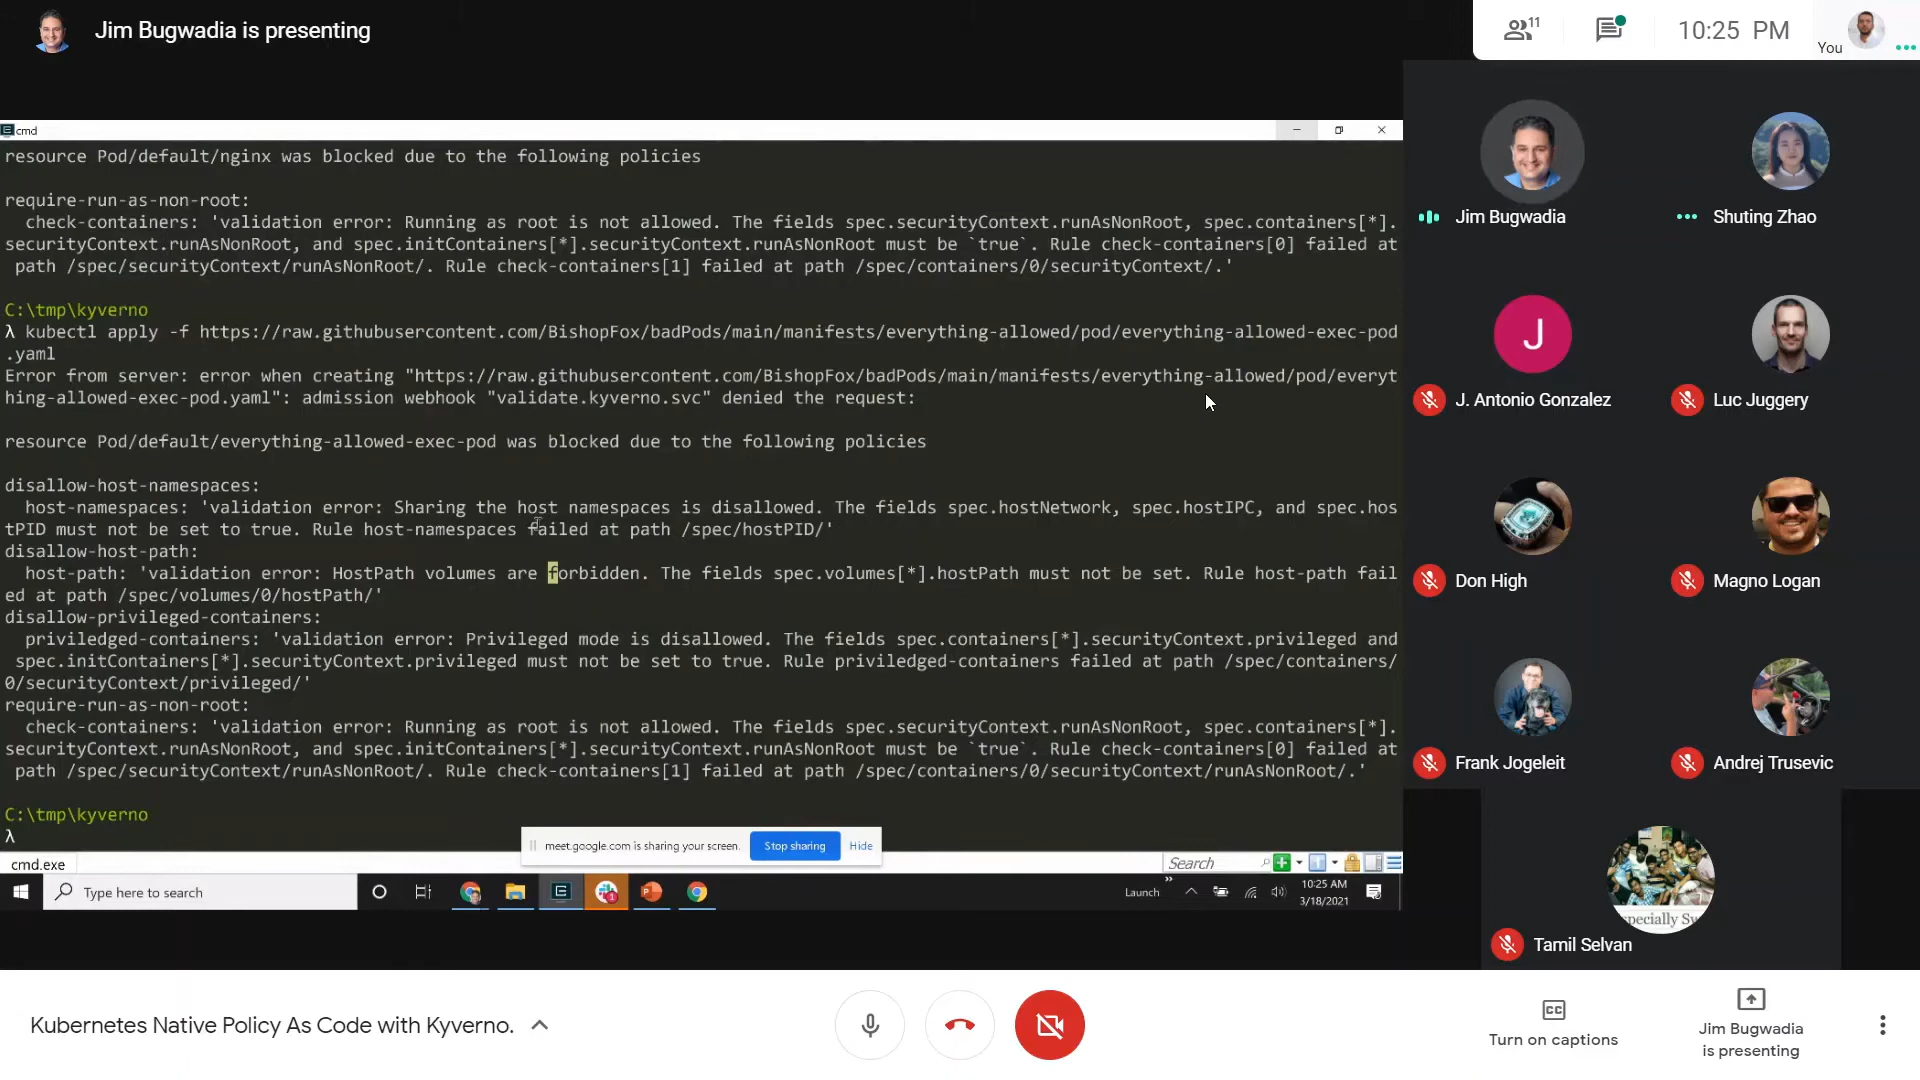 Jim Bugwadia is presenting
11
10:25 PM
You
cmd
resource Pod/default/nginx was blocked due to the following policies
require-run-as-non-root:
check-containers: 'validation error: Running as root is not allowed. The fields spec.securityContext.runAsNonRoot, spec.containers[*].
securityContext.runAsNonRoot, and spec.initContainers[*].securityContext.runAsNonRoot must be `true`. Rule check-containers[0] failed at
path /spec/securityContext/runAsNonRoot/. Rule check-containers[1] failed at path /spec/containers/0/securityContext/.'
C:\tmp\kyverno
λ kubectl apply -f https://raw.githubusercontent.com/BishopFox/badPods/main/manifests/everything-allowed/pod/everything-allowed-exec-pod
.yaml
Error from server: error when creating "https://raw.githubusercontent.com/BishopFox/badPods/main/manifests/everything-allowed/pod/everyt
hing-allowed-exec-pod.yaml": admission webhook "validate.kyverno.svc" denied the request:
resource Pod/default/everything-allowed-exec-pod was blocked due to the following policies
disallow-host-namespaces:
host-namespaces: 'validation error: Sharing the host namespaces is disallowed. The fields spec.hostNetwork, spec.hostIPC, and spec.hos
tPID must not be set to true. Rule host-namespaces failed at path /spec/hostPID/'
disallow-host-path:
host-path: 'validation error: HostPath volumes are forbidden. The fields spec.volumes[*].hostPath must not be set. Rule host-path fail
ed at path /spec/volumes/0/hostPath/'
disallow-privileged-containers:
priviledged-containers: 'validation error: Privileged mode is disallowed. The fields spec.containers[*].securityContext.privileged and
spec.initContainers[*].securityContext.privileged must not be set to true. Rule priviledged-containers failed at path /spec/containers/
0/securityContext/privileged/'
require-run-as-non-root:
check-containers: 'validation error: Running as root is not allowed. The fields spec.securityContext.runAsNonRoot, spec.containers[*].
securityContext.runAsNonRoot, and spec.initContainers[*].securityContext.runAsNonRoot must be `true`. Rule check-containers[0] failed at
path /spec/securityContext/runAsNonRoot/. Rule check-containers[1] failed at path /spec/containers/0/securityContext/runAsNonRoot/.'
C:\tmp\kyverno
λ
meet.google.com is sharing your screen.
Stop sharing
Hide
cmd.exe
Search
Type here to search
Launch
10:25 AM
3/18/2021
Jim Bugwadia
Shuting Zhao
J
J. Antonio Gonzalez
Luc Juggery
Don High
Magno Logan
Frank Jogeleit
Andrej Trusevic
pecially Sw
Tamil Selvan
Kubernetes Native Policy As Code with Kyverno.
CC
Turn on captions
Jim Bugwadia
is presenting